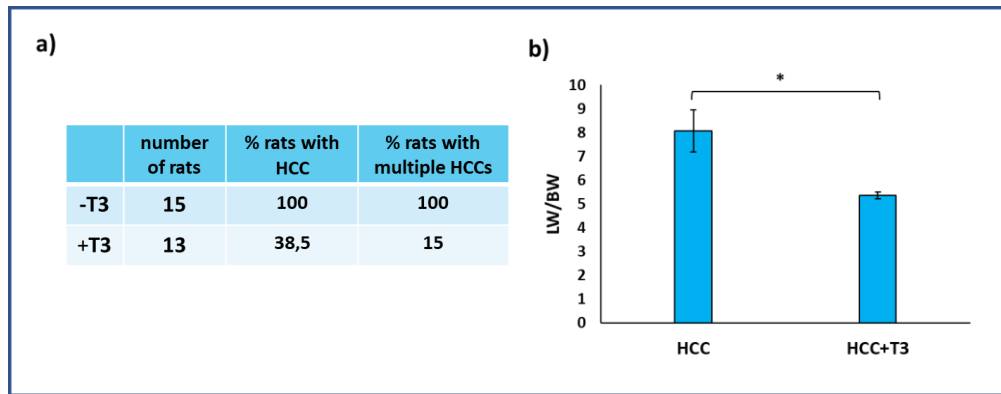 a)
number of rats % rats with HCC % rats with multiple HCCs
-T3 15 100 100
+T3 13 38,5 15
b)
*
LW/BW
10
9
8
7
6
5
4
3
2
1
0
HCC HCC+T3